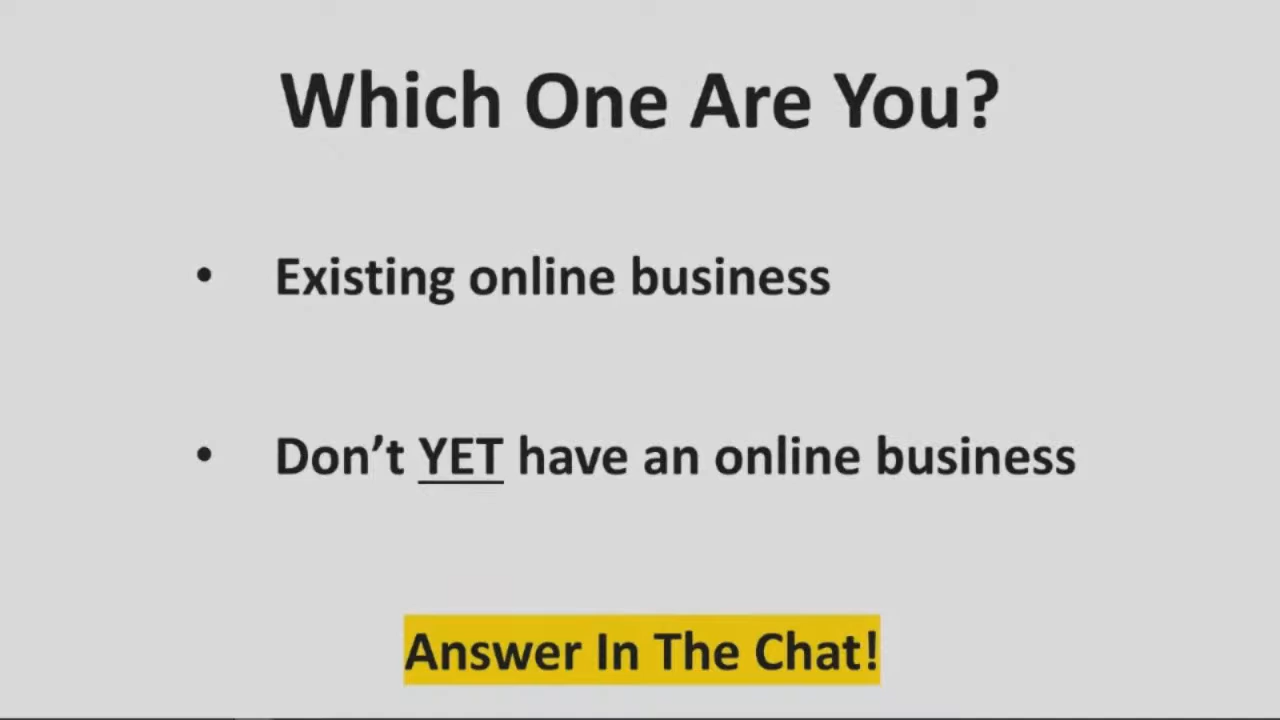 Which One Are You?
• Existing online business
• Don’t YET have an online business
Answer In The Chat!